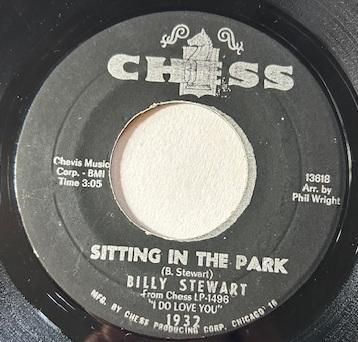 CHESS
Chevis Music
Corp. - BMI
Time 3:05
13618
Arr. by
Phil Wright
SITTING IN THE PARK
(B. Stewart)
BILLY STEWART
From Chess LP-1496
"I DO LOVE YOU"
1932
MFG. BY CHESS PRODUCING CORP. CHICAGO 16